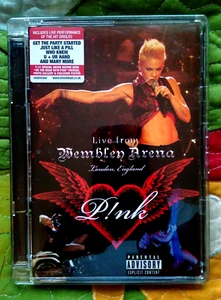 INCLUDES LIVE PERFORMANCE
OF THE HIT SINGLES
GET THE PARTY STARTED
JUST LIKE A PILL
WHO KNEW
U + UR HAND
AND MANY MORE
Live from
Wembley Arena
London, England
P!nk
PARENTAL
ADVISORY
EXPLICIT CONTENT